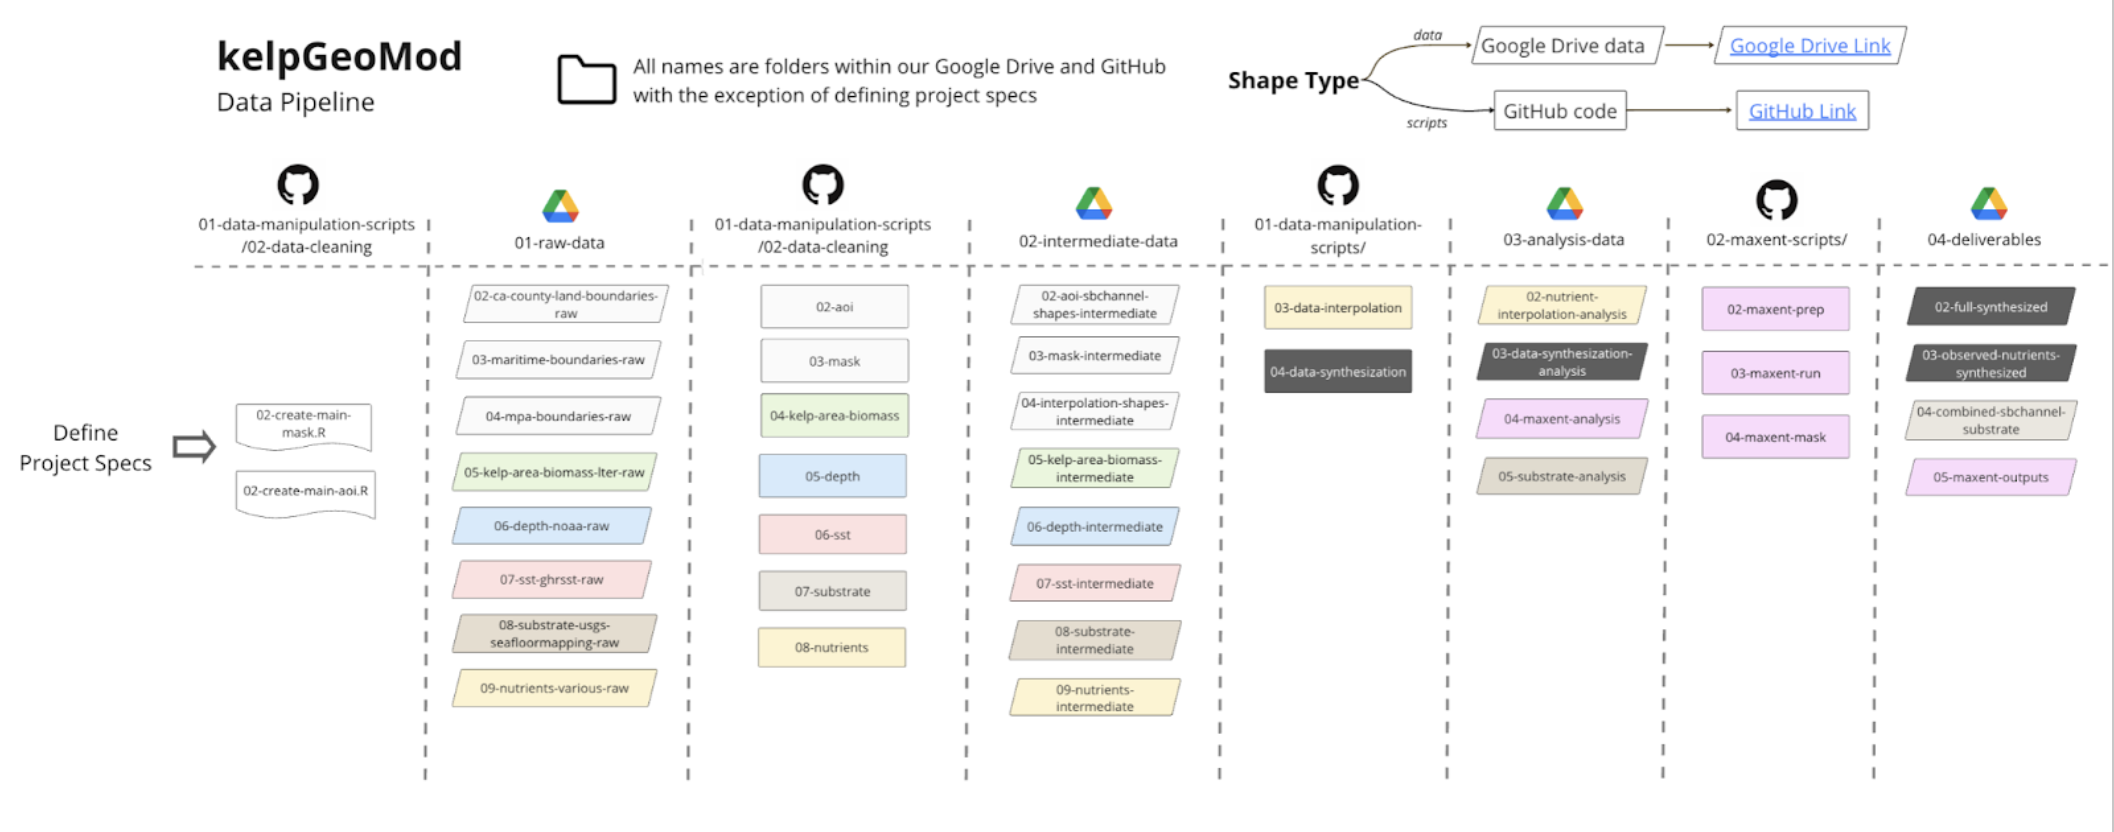 kelpGeoMod
Data Pipeline
All names are folders within our Google Drive and GitHub
with the exception of defining project specs
Shape Type
data
Google Drive data
Google Drive Link
scripts
GitHub code
GitHub Link
01-data-manipulation-scripts
/02-data-cleaning
01-raw-data
01-data-manipulation-scripts
/02-data-cleaning
02-intermediate-data
01-data-manipulation-
scripts/
03-analysis-data
02-maxent-scripts/
04-deliverables
Define
Project Specs
02-create-main-
mask.R
02-create-main-aoi.R
02-ca-county-land-boundaries-
raw
03-maritime-boundaries-raw
04-mpa-boundaries-raw
05-kelp-area-biomass-lter-raw
06-depth-noaa-raw
07-sst-ghrsst-raw
08-substrate-usgs-
seafloormapping-raw
09-nutrients-various-raw
02-aoi
03-mask
04-kelp-area-biomass
05-depth
06-sst
07-substrate
08-nutrients
02-aoi-sbchannel-
shapes-intermediate
03-mask-intermediate
04-interpolation-shapes-
intermediate
05-kelp-area-biomass-
intermediate
06-depth-intermediate
07-sst-intermediate
08-substrate-
intermediate
09-nutrients-
intermediate
03-data-interpolation
04-data-synthesization
02-nutrient-
interpolation-analysis
03-data-synthesization-
analysis
04-maxent-analysis
05-substrate-analysis
02-maxent-prep
03-maxent-run
04-maxent-mask
02-full-synthesized
03-observed-nutrients-
synthesized
04-combined-sbchannel-
substrate
05-maxent-outputs